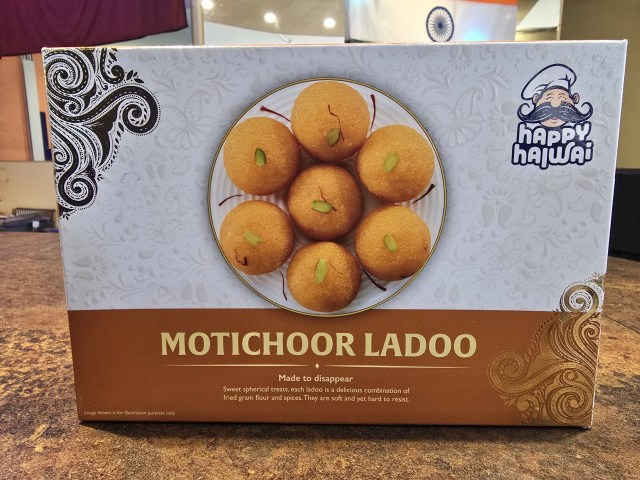 happy
halwai
MOTICHOOR LADOO
Made to disappear
Sweet spherical treats, each ladoo is a delicious combination of
fried gram flour and spices. They are soft and yet hard to resist.
Image shown is for illustration purpose only